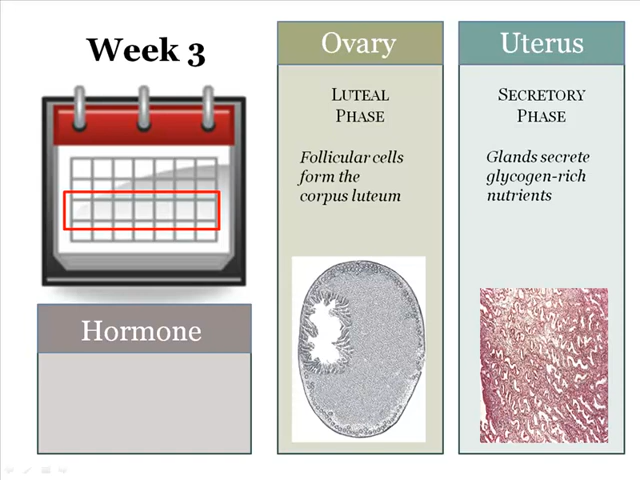 Week 3
Hormone
Ovary
LUTEAL
PHASE
Follicular cells
form the
corpus luteum
Uterus
SECRETORY
PHASE
Glands secrete
glycogen-rich
nutrients